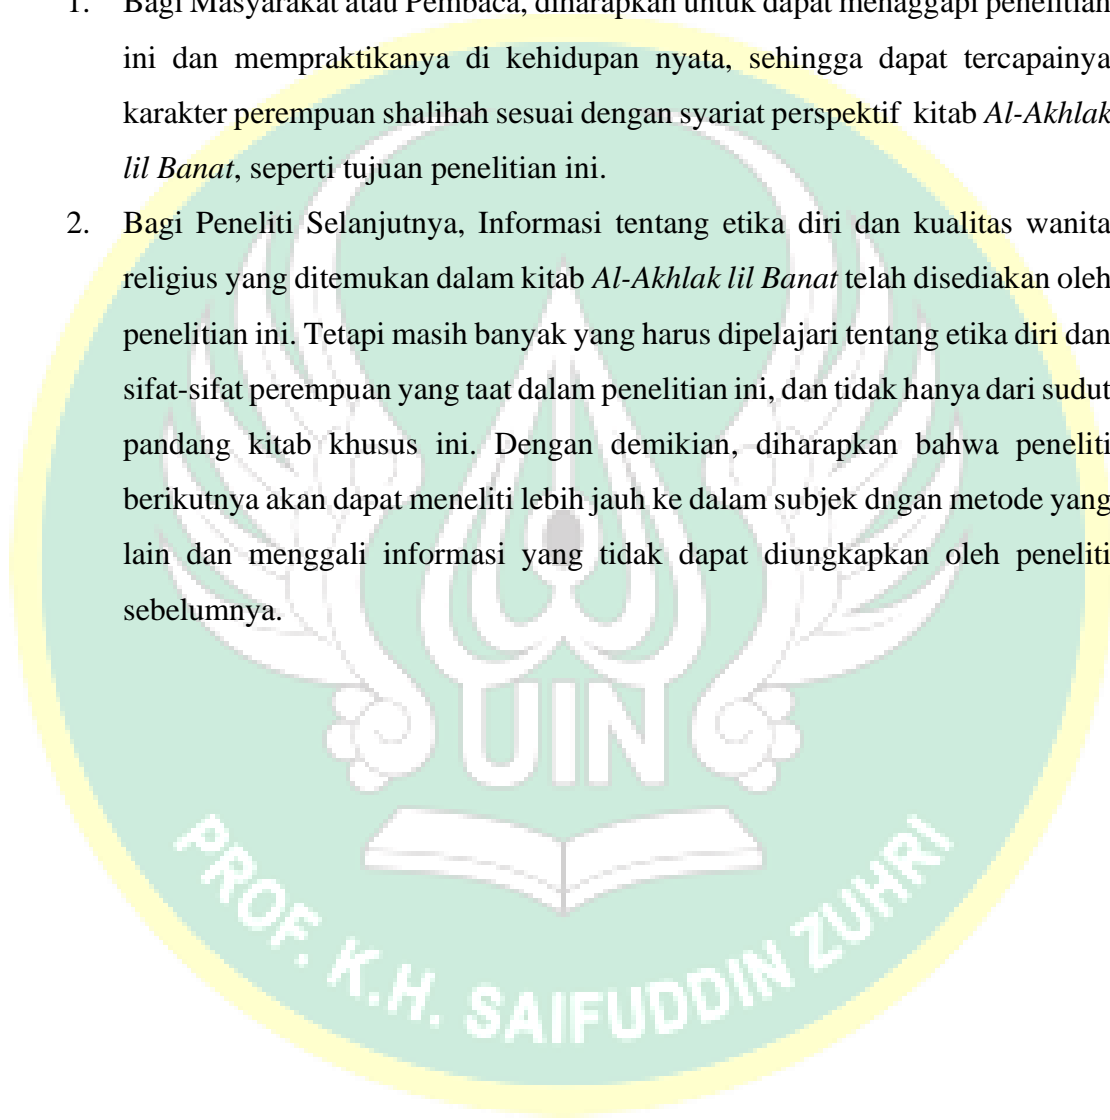 1. Bagi Masyarakat atau Pembaca, diharapkan untuk dapat menaggapi penelitian
ini dan mempraktikanya di kehidupan nyata, sehingga dapat tercapainya
karakter perempuan shalihah sesuai dengan syariat perspektif kitab Al-Akhlak
lil Banat, seperti tujuan penelitian ini.
2. Bagi Peneliti Selanjutnya, Informasi tentang etika diri dan kualitas wanita
religius yang ditemukan dalam kitab Al-Akhlak lil Banat telah disediakan oleh
penelitian ini. Tetapi masih banyak yang harus dipelajari tentang etika diri dan
sifat-sifat perempuan yang taat dalam penelitian ini, dan tidak hanya dari sudut
pandang kitab khusus ini. Dengan demikian, diharapkan bahwa peneliti
berikutnya akan dapat meneliti lebih jauh ke dalam subjek dngan metode yang
lain dan menggali informasi yang tidak dapat diungkapkan oleh peneliti
sebelumnya.
UIN
PROF. K.H. SAIFUDDIN ZUHRI